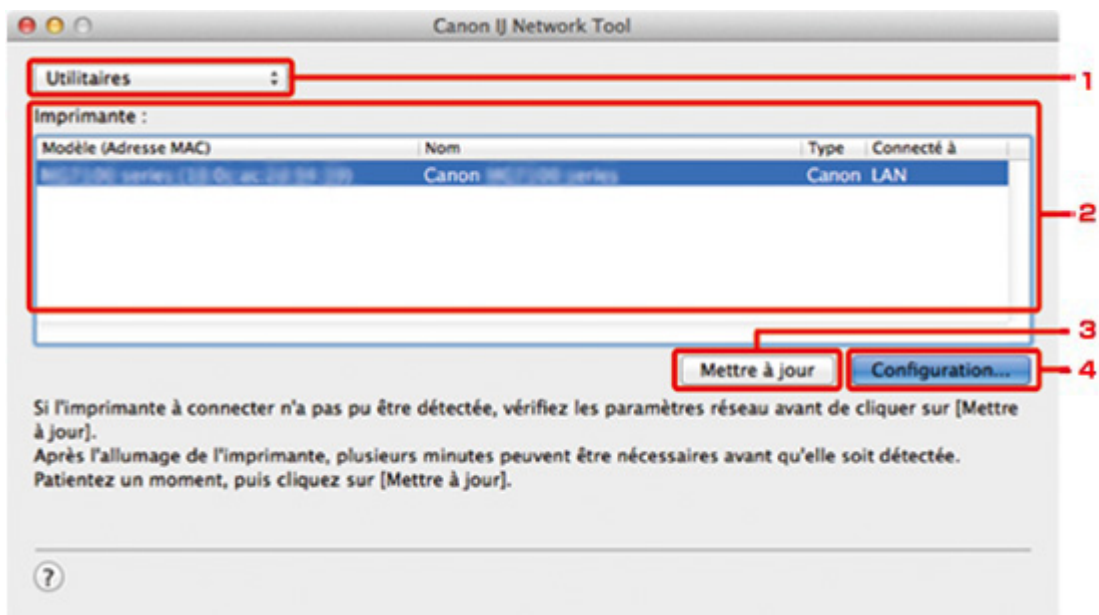 Canon IJ Network Tool
Utilitaires
1
Imprimante :
Modèle (Adresse MAC) Nom Type Connecté à
series Canon series Canon LAN
2
3
Mettre à jour Configuration...
4
Si l'imprimante à connecter n'a pas pu être détectée, vérifiez les paramètres réseau avant de cliquer sur [Mettre
à jour].
Après l'allumage de l'imprimante, plusieurs minutes peuvent être nécessaires avant qu'elle soit détectée.
Patientez un moment, puis cliquez sur [Mettre à jour].
?